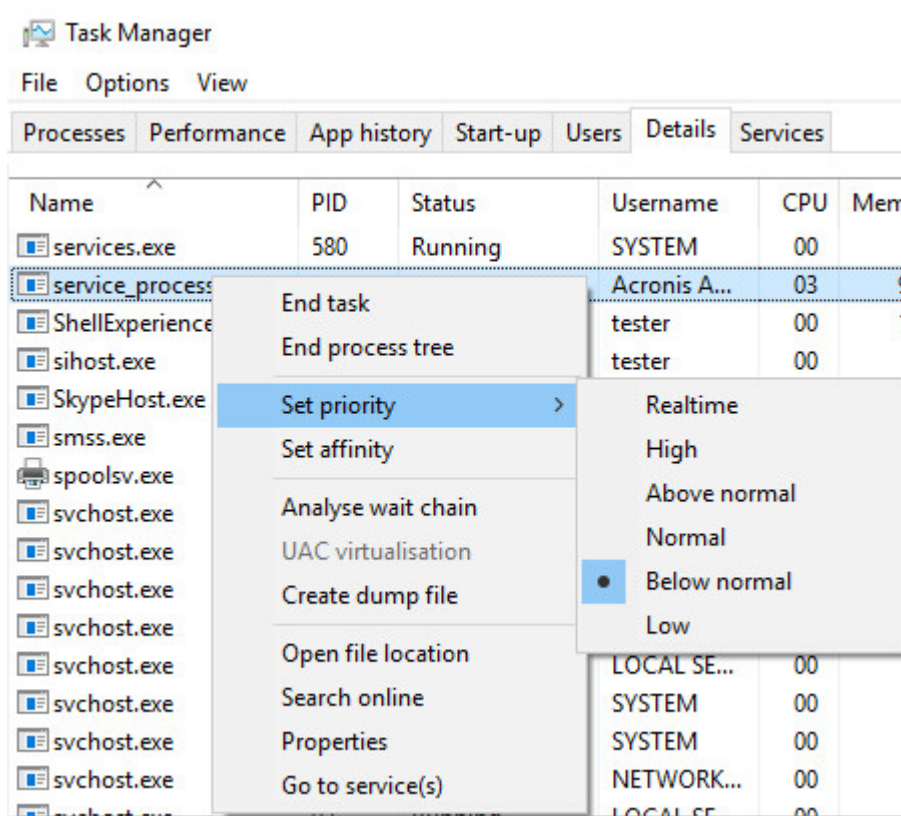 Task Manager
File Options View
Processes Performance App history Start-up Users Details Services
Name PID Status Username CPU Mem
services.exe 580 Running SYSTEM 00
service_process Acronis A... 03
ShellExperience tester 00
sihost.exe tester 00
SkypeHost.exe
smss.exe
spoolsv.exe
svchost.exe
svchost.exe
svchost.exe
svchost.exe
svchost.exe LOCAL SE... 00
svchost.exe SYSTEM 00
svchost.exe SYSTEM 00
svchost.exe NETWORK... 00
End task
End process tree
Set priority
Set affinity
Analyse wait chain
UAC virtualisation
Create dump file
Open file location
Search online
Properties
Go to service(s)
Realtime
High
Above normal
Normal
Below normal
Low